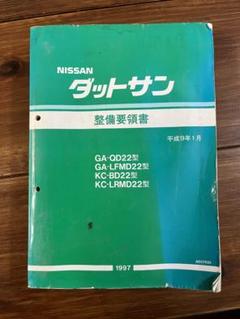 NISSAN
ダットサン
整備要領書
平成9年1月
GA-QD22型
GA-LFMD22型
KC-BD22型
KC-LRMD22型
1997